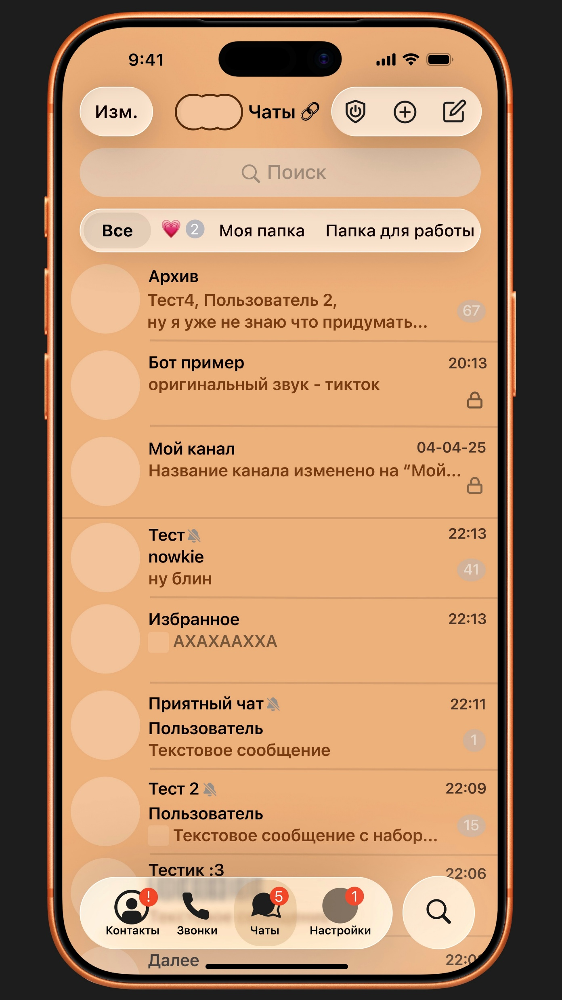 9:41
Изм.
Чаты
Поиск
Все
2
Моя папка
Папка для работы
Архив
Тест4, Пользователь 2,
ну я уже не знаю что придумать...
67
Бот пример
20:13
оригинальный звук - тикток
Мой канал
04-04-25
Название канала изменено на “Мой...
Тест
22:13
nowkie
ну блин
41
Избранное
22:13
АХАХААХХА
Приятный чат
22:11
Пользователь
Текстовое сообщение
1
Тест 2
22:09
Пользователь
Текстовое сообщение с набор...
15
Тестик :3
22:06
!
5
1
Контакты
Звонки
Чаты
Настройки
Далее